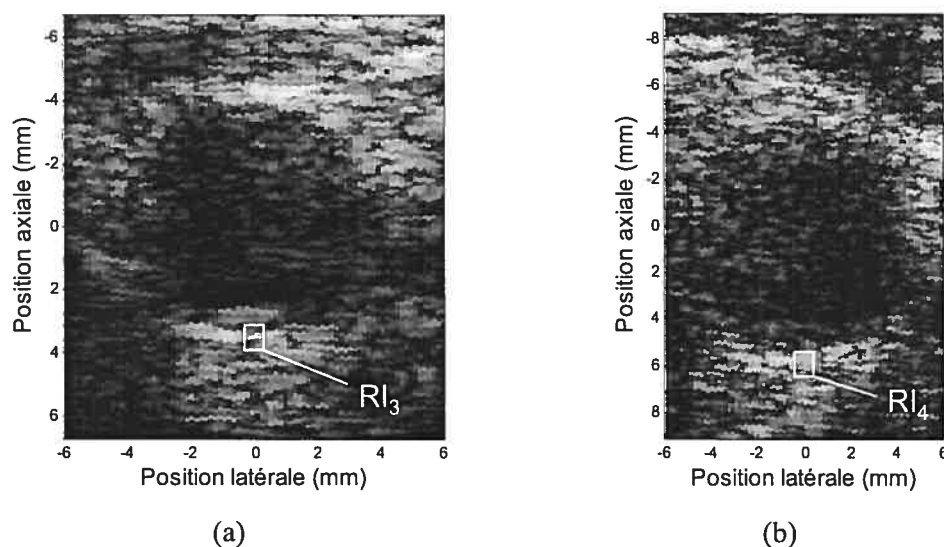 -6
-4
-2
0
2
4
6
Position axiale (mm)
RI3
-6 -4 -2 0 2 4 6
Position latérale (mm)
(a)
-8
-6
-4
-2
0
2
4
6
8
Position axiale (mm)
RI4
-6 -4 -2 0 2 4 6
Position latérale (mm)
(b)